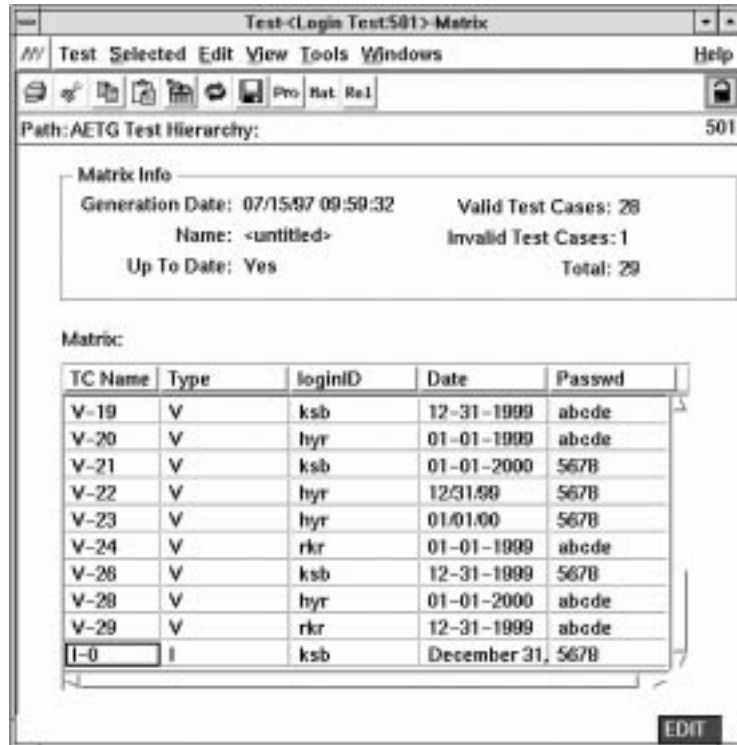 Test-<Login Test:501>-Matrix
Test Selected Edit View Tools Windows Help
Pro Mat Rel
Path: AETG Test Hierarchy: 501
Matrix Info
Generation Date: 07/15/97 09:59:32 Valid Test Cases: 28
Name: <untitled> Invalid Test Cases: 1
Up To Date: Yes Total: 29
Matrix:
TC Name Type loginID Date Passwd
V-19 V ksb 12-31-1999 abcde
V-20 V hyr 01-01-1999 abcde
V-21 V ksb 01-01-2000 5678
V-22 V hyr 12/31/99 5678
V-23 V hyr 01/01/00 5678
V-24 V rkr 01-01-1999 abcde
V-26 V ksb 12-31-1999 5678
V-28 V hyr 01-01-2000 abcde
V-29 V rkr 12-31-1999 abcde
I-0 I ksb December 31, 5678
EDIT